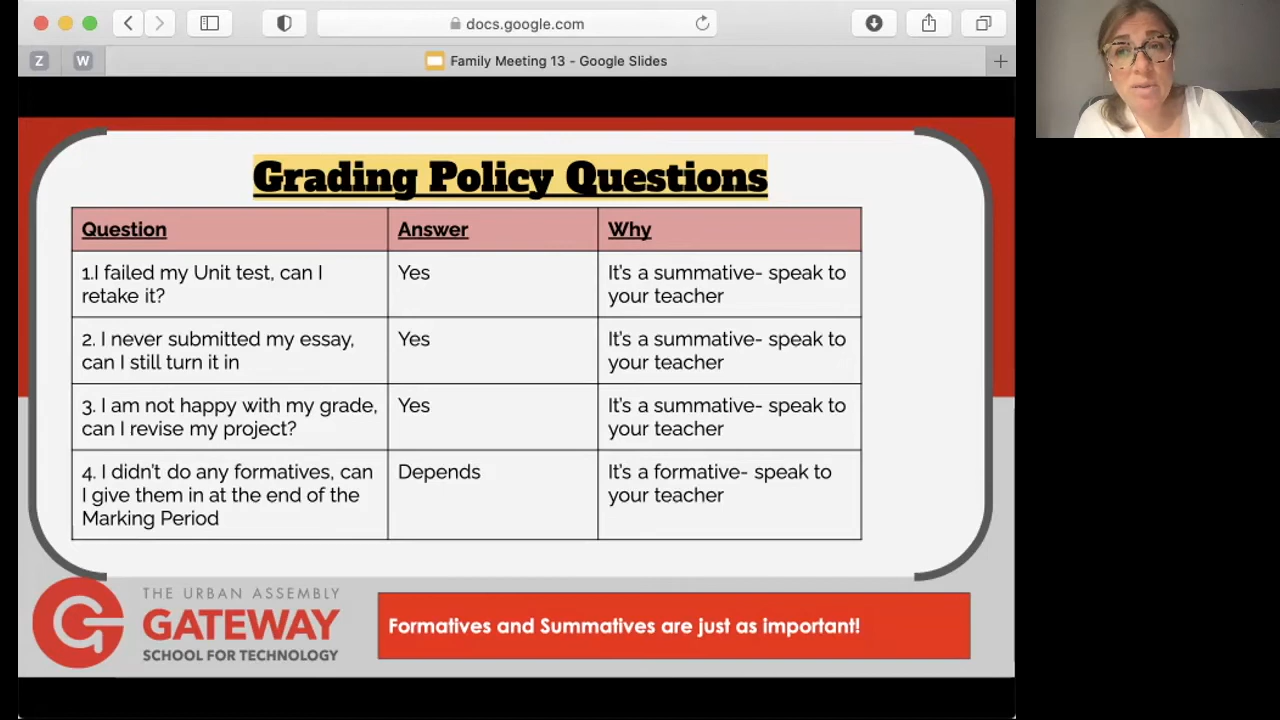 docs.google.com
Z
W
Family Meeting 13 - Google Slides
Grading Policy Questions
Question
Answer
Why
1.I failed my Unit test, can I
retake it?
Yes
It's a summative- speak to
your teacher
2. I never submitted my essay,
can I still turn it in
Yes
It's a summative- speak to
your teacher
3. I am not happy with my grade,
can I revise my project?
Yes
It's a summative- speak to
your teacher
4. I didn't do any formatives, can
I give them in at the end of the
Marking Period
Depends
It's a formative- speak to
your teacher
THE URBAN ASSEMBLY
GATEWAY
SCHOOL FOR TECHNOLOGY
Formatives and Summatives are just as important!